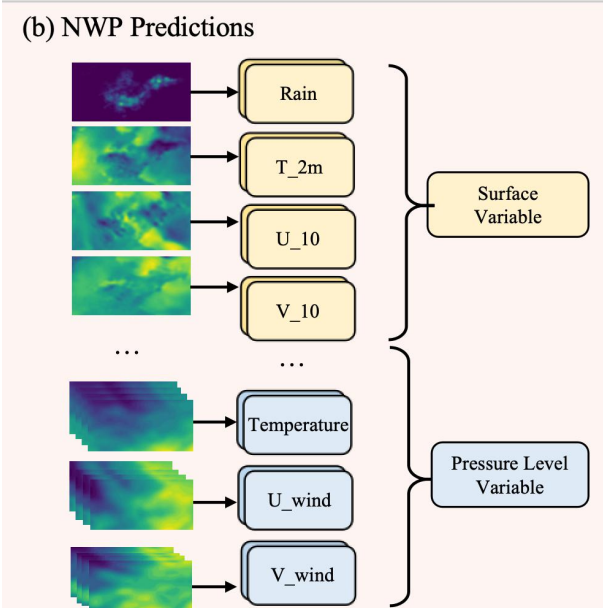 (b) NWP Predictions
Rain
T_2m
U_10
V_10
Surface
Variable
... ...
Temperature
U_wind
V_wind
Pressure Level
Variable